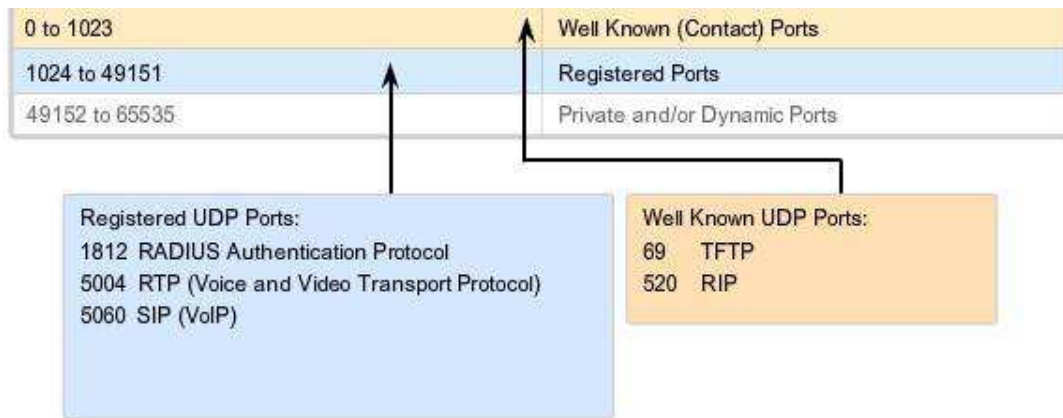 0 to 1023 Well Known (Contact) Ports
1024 to 49151 Registered Ports
49152 to 65535 Private and/or Dynamic Ports
Registered UDP Ports:
1812 RADIUS Authentication Protocol
5004 RTP (Voice and Video Transport Protocol)
5060 SIP (VoIP)
Well Known UDP Ports:
69 TFTP
520 RIP